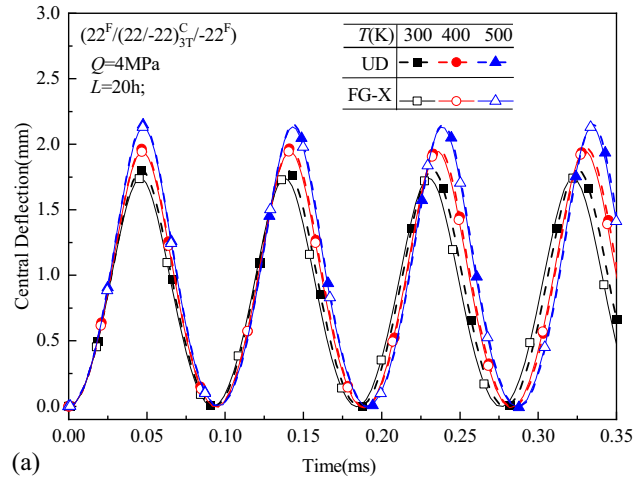 (22^F/(22/-22)^C_3T/-22^F)
Q=4MPa
L=20h;
T(K) 300 400 500
UD
FG-X
Central Deflection(mm)
3.0
2.5
2.0
1.5
1.0
0.5
0.0
0.00 0.05 0.10 0.15 0.20 0.25 0.30 0.35
Time(ms)
(a)